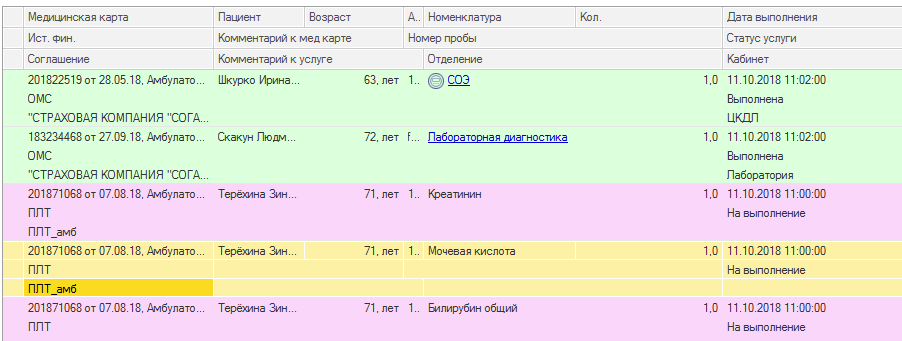 Медицинская карта Пациент Возраст А.. Номенклатура Кол. Дата выполнения
Ист. фин. Комментарий к мед карте Номер пробы Статус услуги
Соглашение Комментарий к услуге Отделение Кабинет
201822519 от 28.05.18, Амбулато... Шкурко Ирина... 63, лет 1... СОЭ 1,0 11.10.2018 11:02:00
ОМС Выполнена
"СТРАХОВАЯ КОМПАНИЯ "СОГА... ЦКДЛ
183234468 от 27.09.18, Амбулато... Скакун Людм... 72, лет Лабораторная диагностика 1,0 11.10.2018 11:02:00
ОМС Выполнена
"СТРАХОВАЯ КОМПАНИЯ "СОГА... Лаборатория
201871068 от 07.08.18, Амбулато... Терёхина Зин... 71, лет 1.. Креатинин 1,0 11.10.2018 11:00:00
ПЛТ На выполнение
ПЛТ_амб
201871068 от 07.08.18, Амбулато... Терёхина Зин... 71, лет 1.. Мочевая кислота 1,0 11.10.2018 11:00:00
ПЛТ На выполнение
ПЛТ_амб
201871068 от 07.08.18, Амбулато... Терёхина Зин... 71, лет 1.. Билирубин общий 1,0 11.10.2018 11:00:00
ПЛТ На выполнение